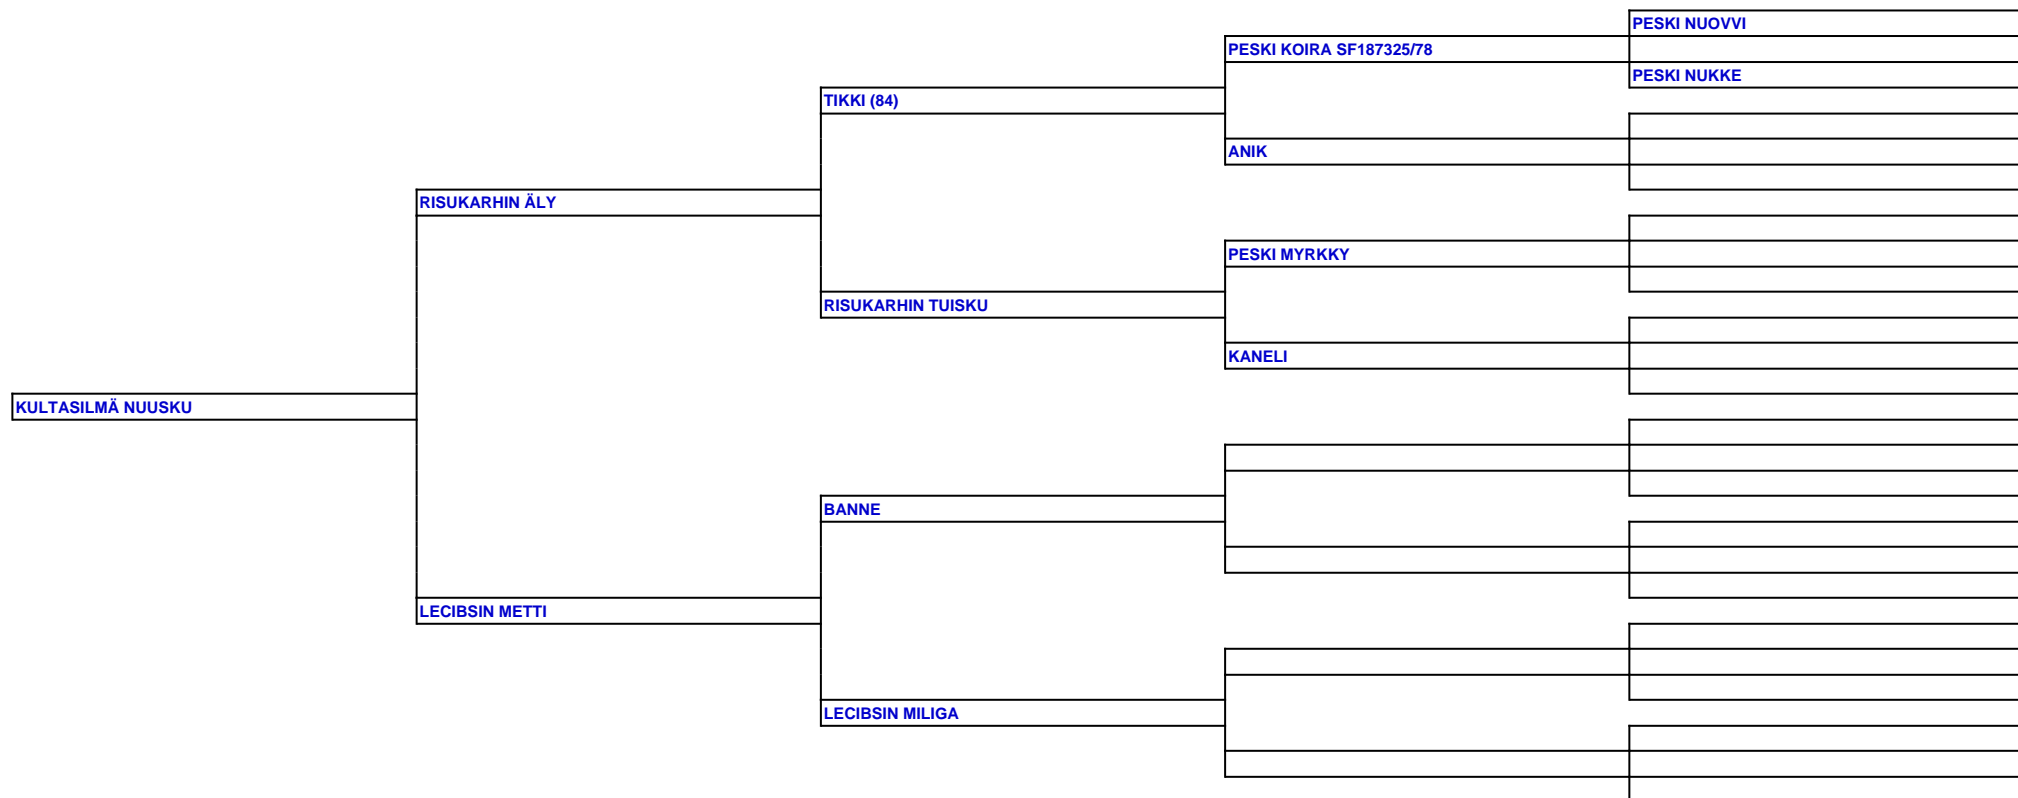 PESKI NUOVVI
PESKI KOIRA SF187325/78
PESKI NUKKE
TIKKI (84)
ANIK
RISUKARHIN ÄLY
PESKI MYRKKY
RISUKARHIN TUISKU
KANELI
KULTASILMÄ NUUSKU
BANNE
LECIBSIN METTI
LECIBSIN MILIGA